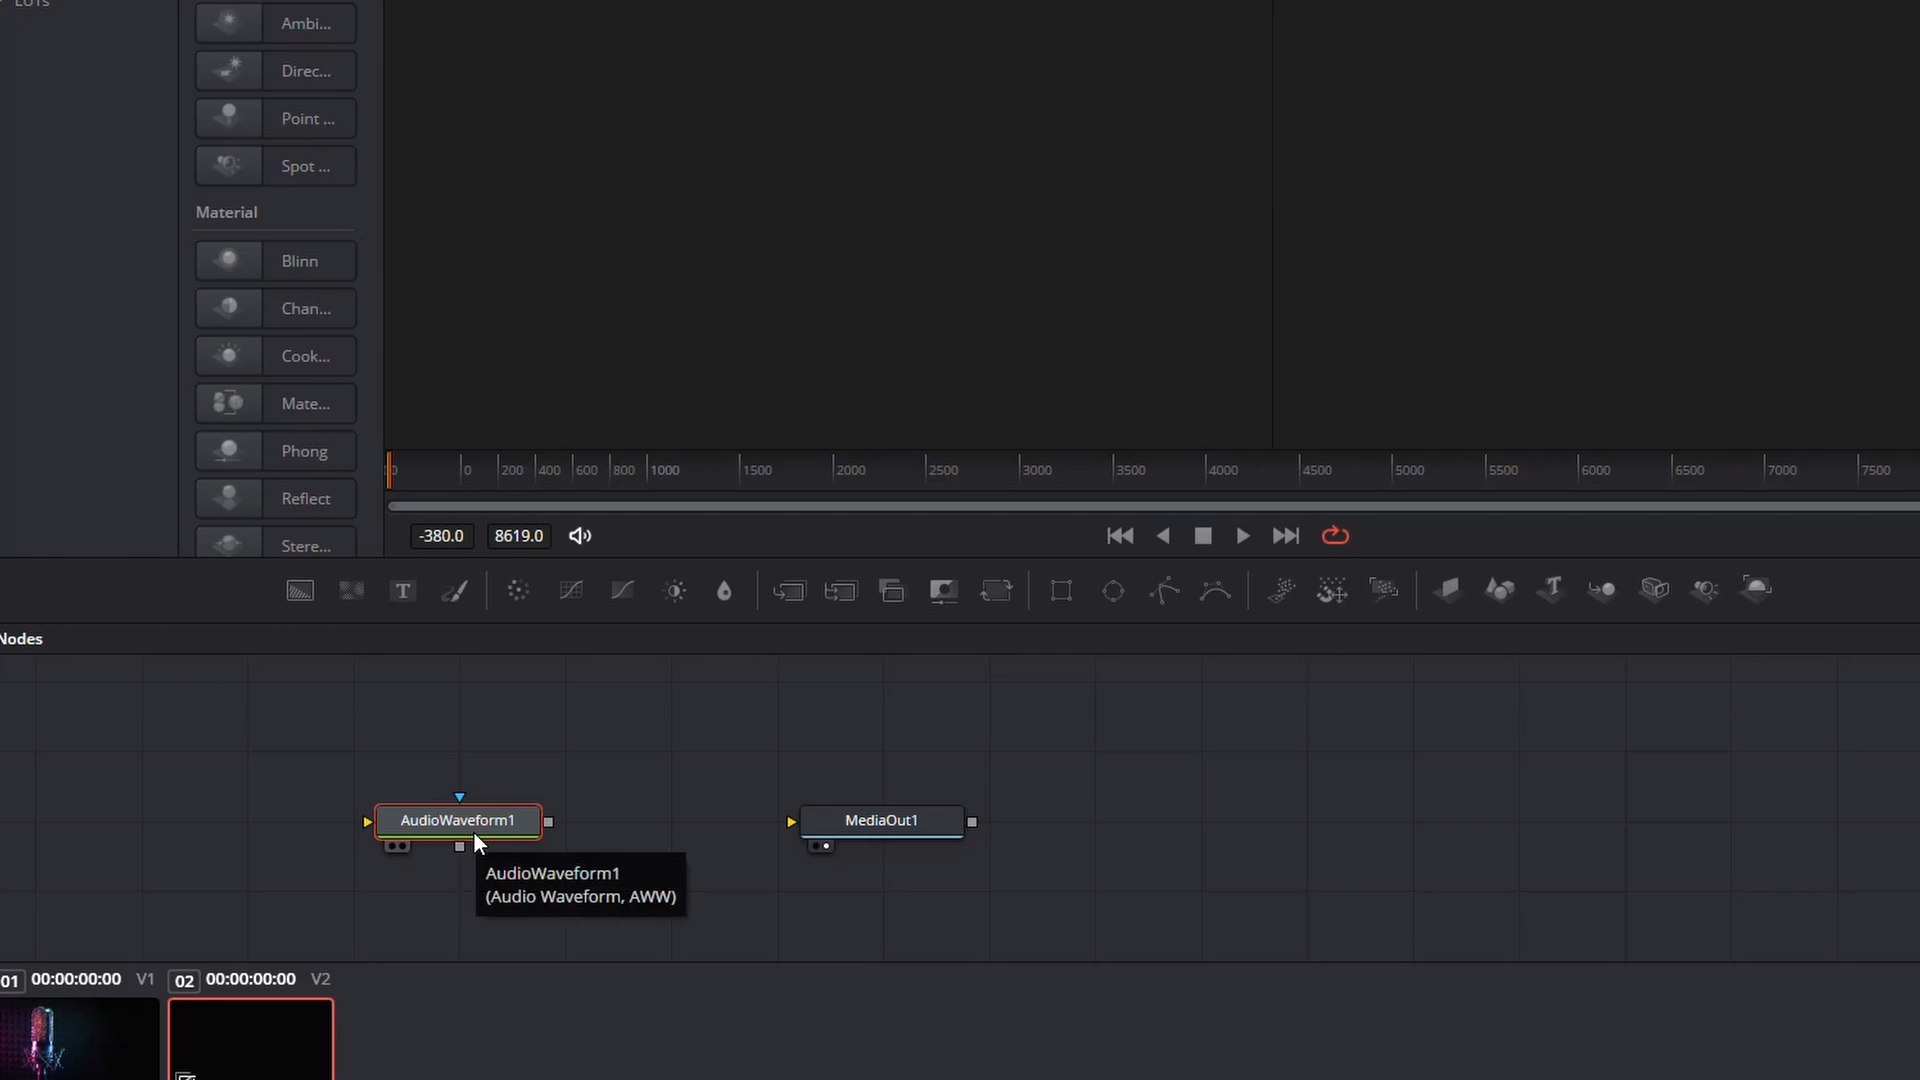 LUTs
Ambi...
Direc...
Point ...
Spot ...
Material
Blinn
Chan...
Cook...
Mate...
Phong
Reflect
Stere...
0 200 400 600 800 1000 1500 2000 2500 3000 3500 4000 4500 5000 5500 6000 6500 7000 7500
-380.0 8619.0
T T
Nodes
AudioWaveform1 MediaOut1
AudioWaveform1
(Audio Waveform, AWW)
01 00:00:00:00 V1 02 00:00:00:00 V2